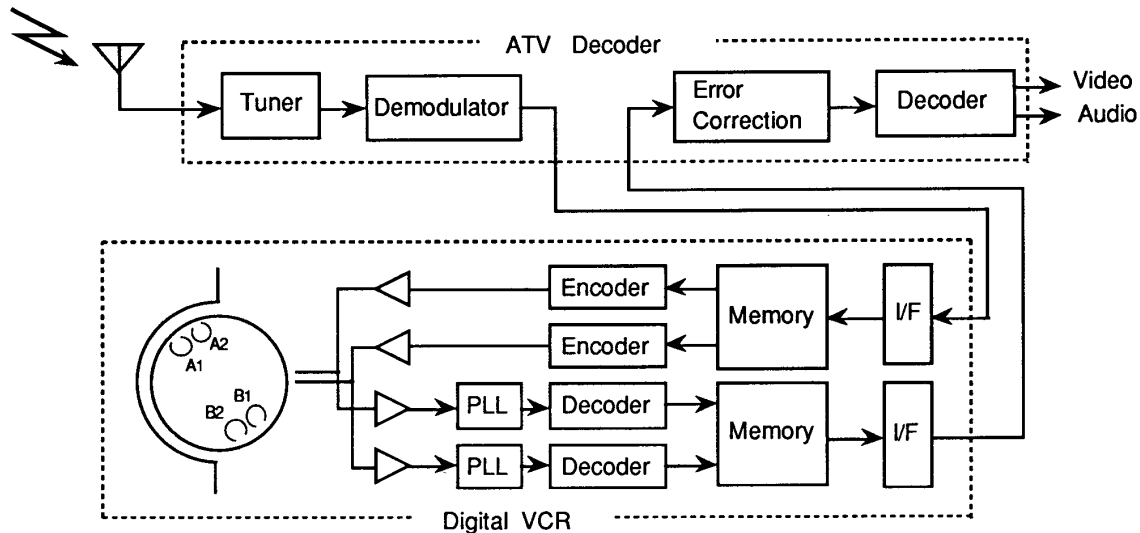 ATV Decoder
Tuner
Demodulator
Error
Correction
Decoder
Video
Audio
Encoder
Memory
I/F
Encoder
A1
A2
B1
B2
PLL
Decoder
Memory
I/F
PLL
Decoder
Digital VCR